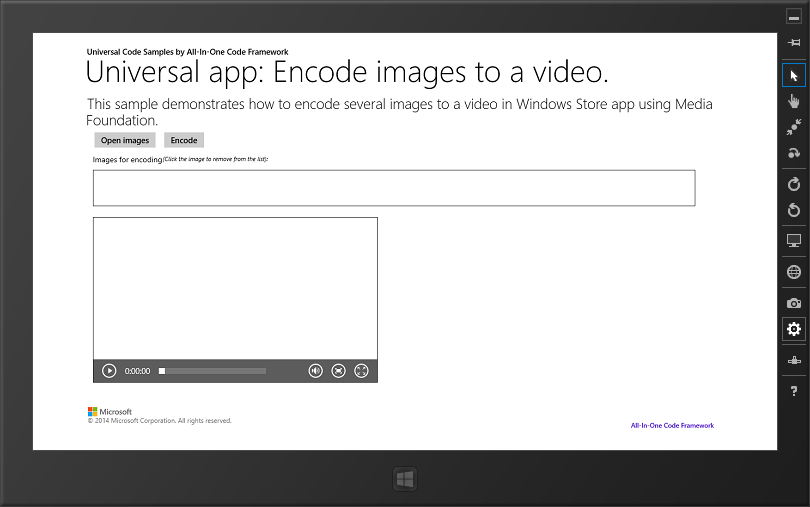 Universal Code Samples by All-In-One Code Framework
Universal app: Encode images to a video.
This sample demonstrates how to encode several images to a video in Windows Store app using Media
Foundation.
Open images Encode
Images for encoding(Click the image to remove from the list):
0:00:00
Microsoft
© 2014 Microsoft Corporation. All rights reserved.
All-In-One Code Framework
?